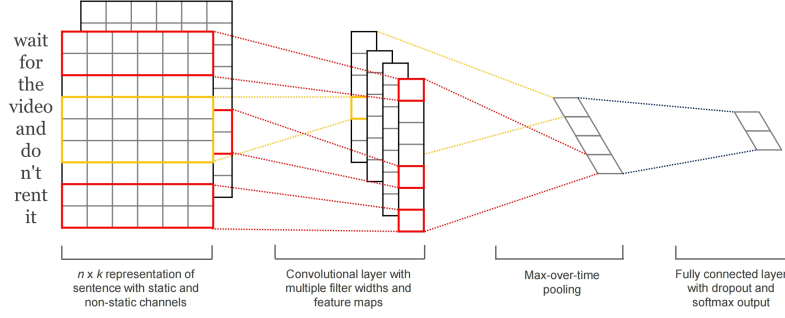 wait
for
the
video
and
do
n't
rent
it
n x k representation of
sentence with static and
non-static channels
Convolutional layer with
multiple filter widths and
feature maps
Max-over-time
pooling
Fully connected layer
with dropout and
softmax output